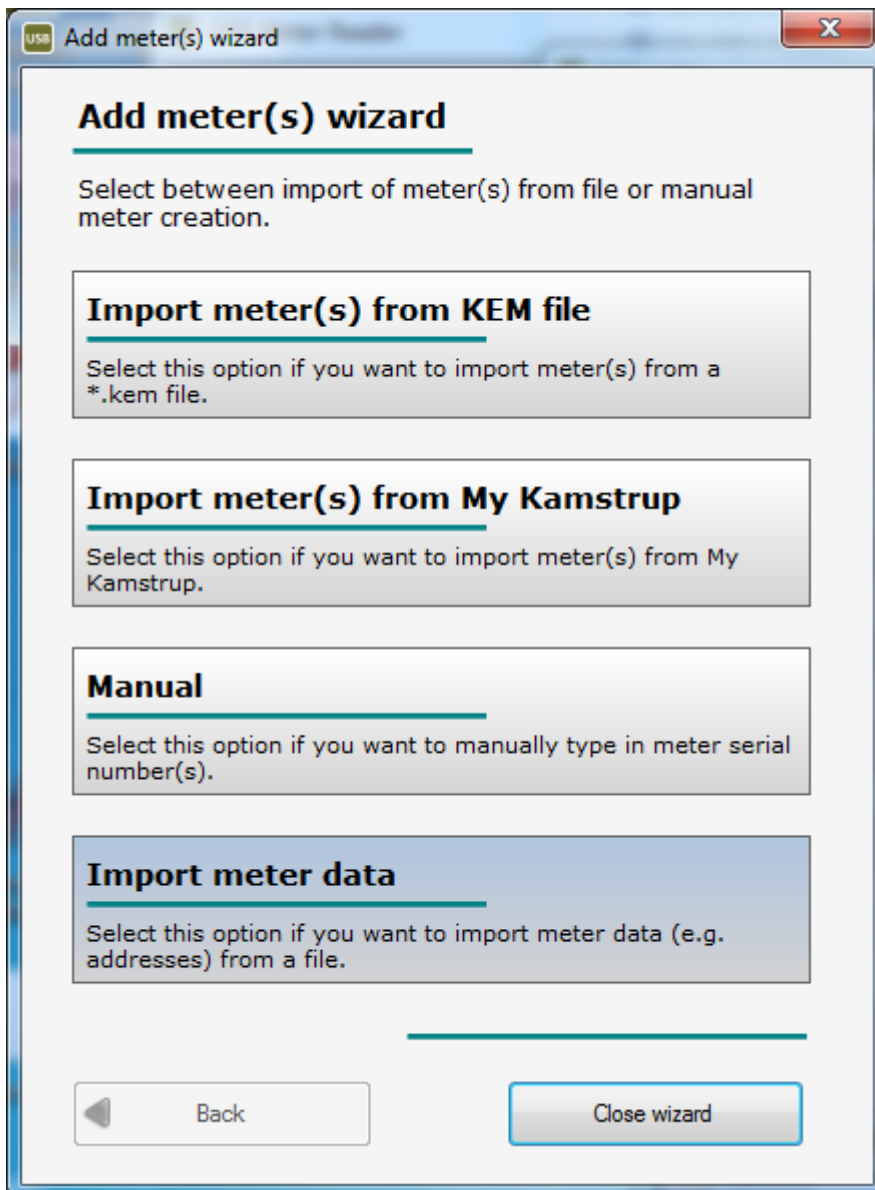 USB Add meter(s) wizard
Add meter(s) wizard
Select between import of meter(s) from file or manual
meter creation.
Import meter(s) from KEM file
Select this option if you want to import meter(s) from a
*.kem file.
Import meter(s) from My Kamstrup
Select this option if you want to import meter(s) from My
Kamstrup.
Manual
Select this option if you want to manually type in meter serial
number(s).
Import meter data
Select this option if you want to import meter data (e.g.
addresses) from a file.
Back
Close wizard